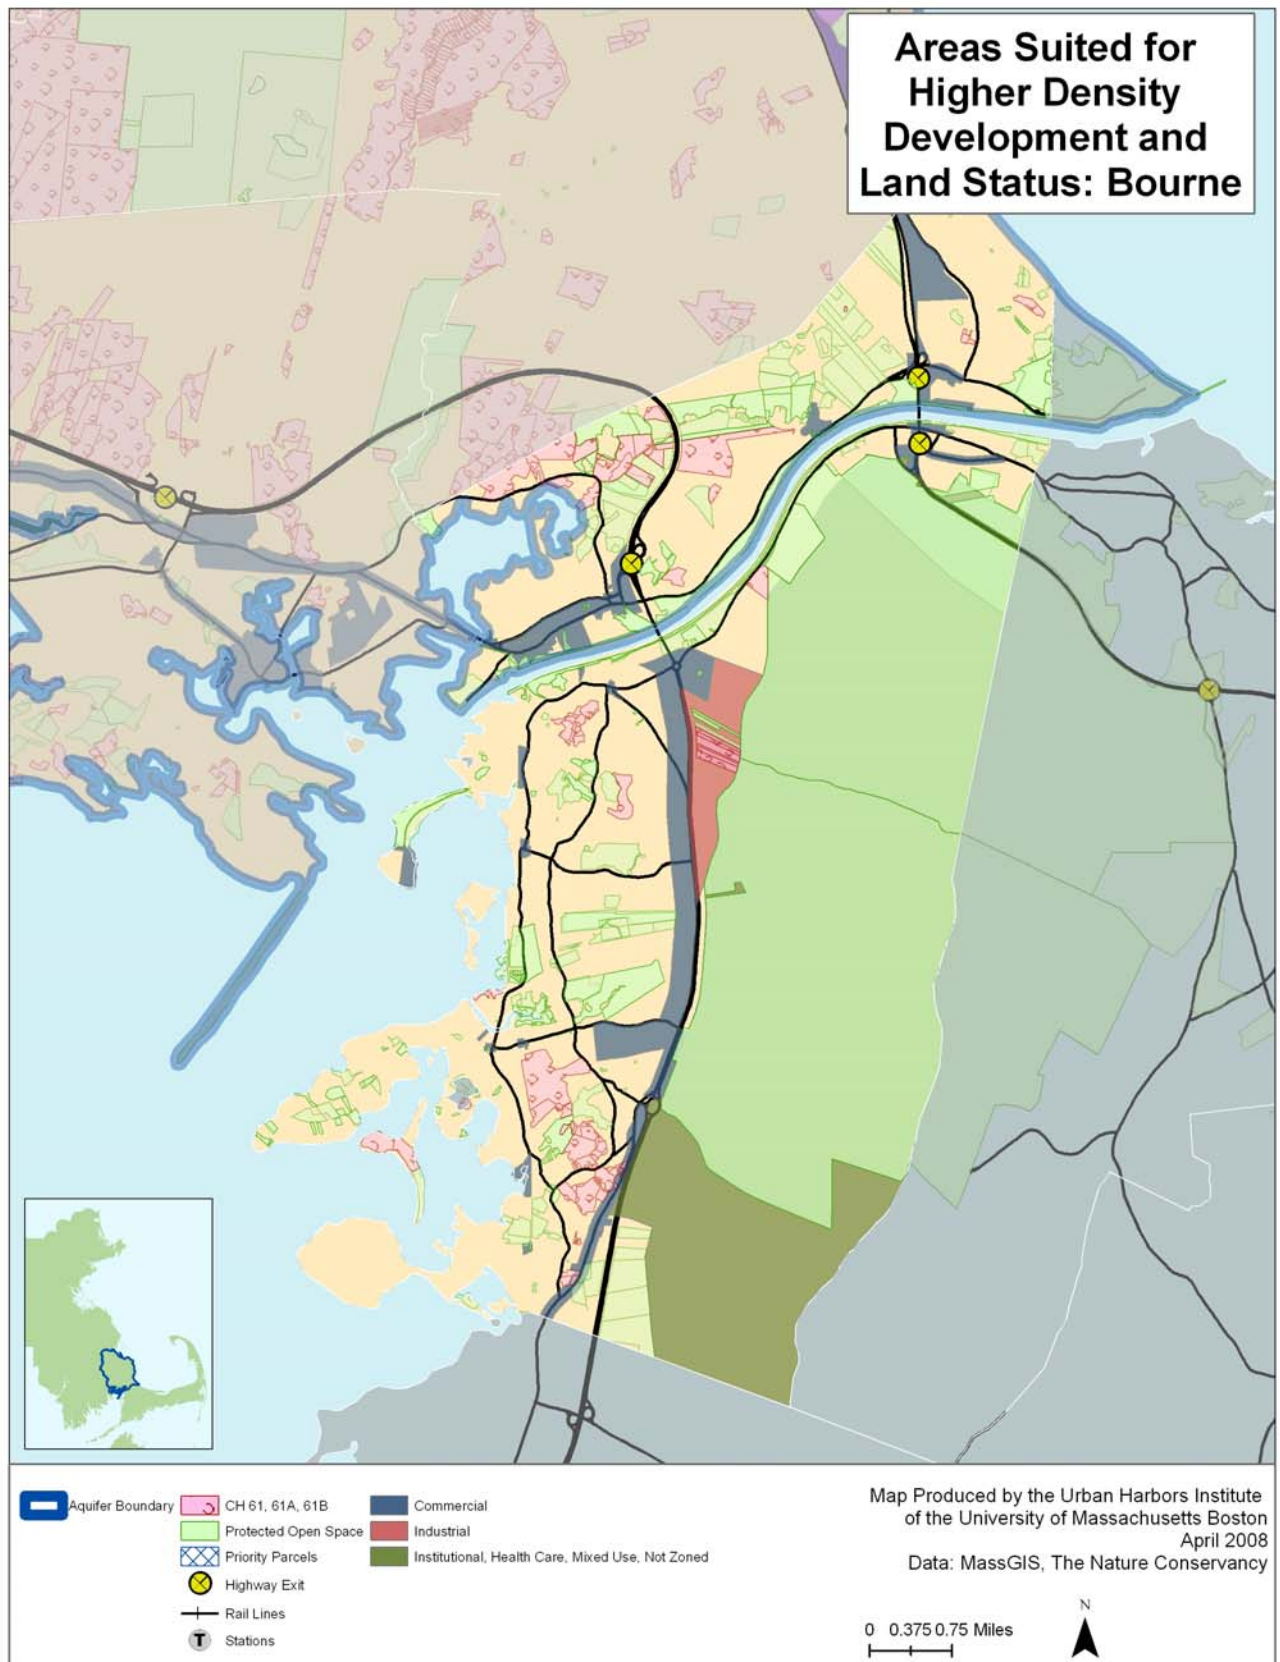 Areas Suited for
Higher Density
Development and
Land Status: Bourne
Aquifer Boundary
CH 61, 61A, 61B
Protected Open Space
Priority Parcels
Highway Exit
Rail Lines
T Stations
Commercial
Industrial
Institutional, Health Care, Mixed Use, Not Zoned
Map Produced by the Urban Harbors Institute
of the University of Massachusetts Boston
April 2008
Data: MassGIS, The Nature Conservancy
0 0.375 0.75 Miles
N